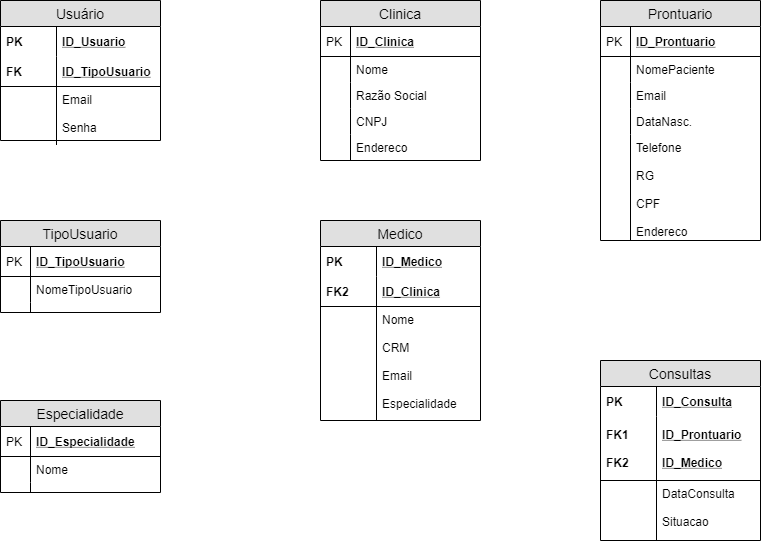 Usuário
PK ID_Usuario
FK ID_TipoUsuario
Email
Senha
Clinica
PK ID_Clinica
Nome
Razão Social
CNPJ
Endereco
Prontuario
PK ID_Prontuario
NomePaciente
Email
DataNasc.
Telefone
RG
CPF
Endereco
TipoUsuario
PK ID_TipoUsuario
NomeTipoUsuario
Medico
PK ID_Medico
FK2 ID_Clinica
Nome
CRM
Email
Especialidade
Especialidade
PK ID_Especialidade
Nome
Consultas
PK ID_Consulta
FK1 ID_Prontuario
FK2 ID_Medico
DataConsulta
Situacao